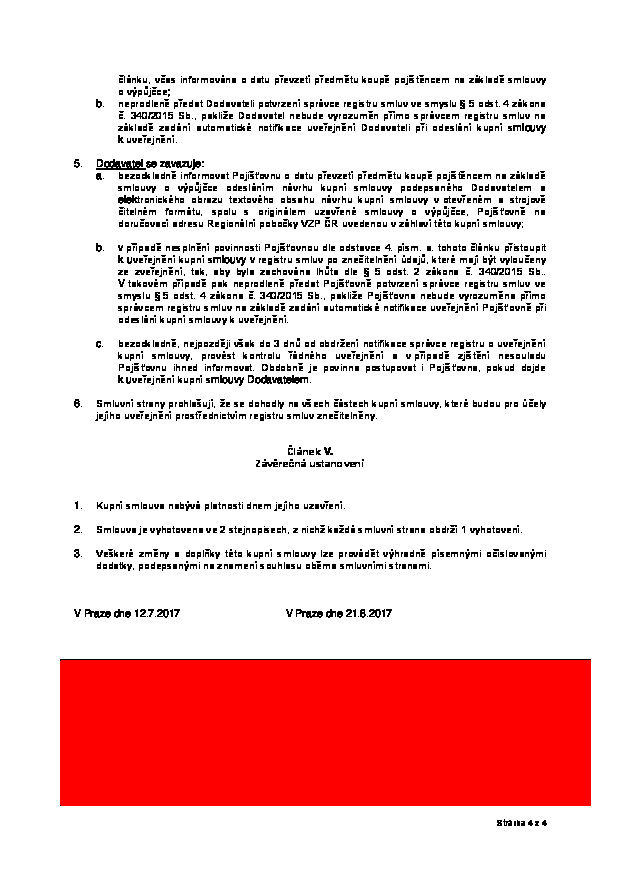 článku, včas informována o datu převzetí předmětu koupě pojištěncem na základě smlouvy
o výpůjčce;
b. neprodleně předat Dodavateli potvrzení správce registru smluv ve smyslu § 5 odst. 4 zákona
č. 340/2015 Sb., pakliže Dodavatel nebude vyrozuměn přímo správcem registru smluv na
základě zadání automatické notifikace uveřejnění Dodavateli při odeslání kupní smlouvy
k uveřejnění.
5. Dodavatel se zavazuje:
a. bezodkladně informovat Pojišťovnu o datu převzetí předmětu koupě pojištěncem na základě
smlouvy o výpůjčce odesláním návrhu kupní smlouvy podepsaného Dodavatelem a
elektronického obrazu textového obsahu návrhu kupní smlouvy v otevřeném a strojově
čitelném formátu, spolu s originálem uzavřené smlouvy o výpůjčce, Pojišťovně na
doručovací adresu Regionální pobočky VZP ČR uvedenou v záhlaví této kupní smlouvy;
b. v případě nesplnění povinnosti Pojišťovnou dle odstavce 4. písm. a. tohoto článku přistoupit
k uveřejnění kupní smlouvy v registru smluv po znečitelnění údajů, které mají být vyloučeny
ze zveřejnění, tak, aby byla zachována lhůta dle § 5 odst. 2 zákona č. 340/2015 Sb..
V takovém případě pak neprodleně předat Pojišťovně potvrzení správce registru smluv ve
smyslu § 5 odst. 4 zákona č. 340/2015 Sb., pakliže Pojišťovna nebude vyrozuměna přímo
správcem registru smluv na základě zadání automatické notifikace uveřejnění Pojišťovně při
odeslání kupní smlouvy k uveřejnění.
c. bezodkladně, nejpozději však do 3 dnů od obdržení notifikace správce registru o uveřejnění
kupní smlouvy, provést kontrolu řádného uveřejnění a v případě zjištění nesouladu
Pojišťovnu ihned informovat. Obdobně je povinna postupovat i Pojišťovna, pokud dojde
k uveřejnění kupní smlouvy Dodavatelem.
6. Smluvní strany prohlašují, že se dohodly na všech částech kupní smlouvy, které budou pro účely
jejího uveřejnění prostřednictvím registru smluv znečitelněny.
Článek V.
Závěrečná ustanovení
1. Kupní smlouva nabývá platnosti dnem jejího uzavření.
2. Smlouva je vyhotovena ve 2 stejnopisech, z nichž každá smluvní strana obdrží 1 vyhotovení.
3. Veškeré změny a doplňky této kupní smlouvy lze provádět výhradně písemnými očíslovanými
dodatky, podepsanými na znamení souhlasu oběma smluvními stranami.
V Praze dne 12.7.2017 V Praze dne 21.8.2017
Stránka 4 z 4